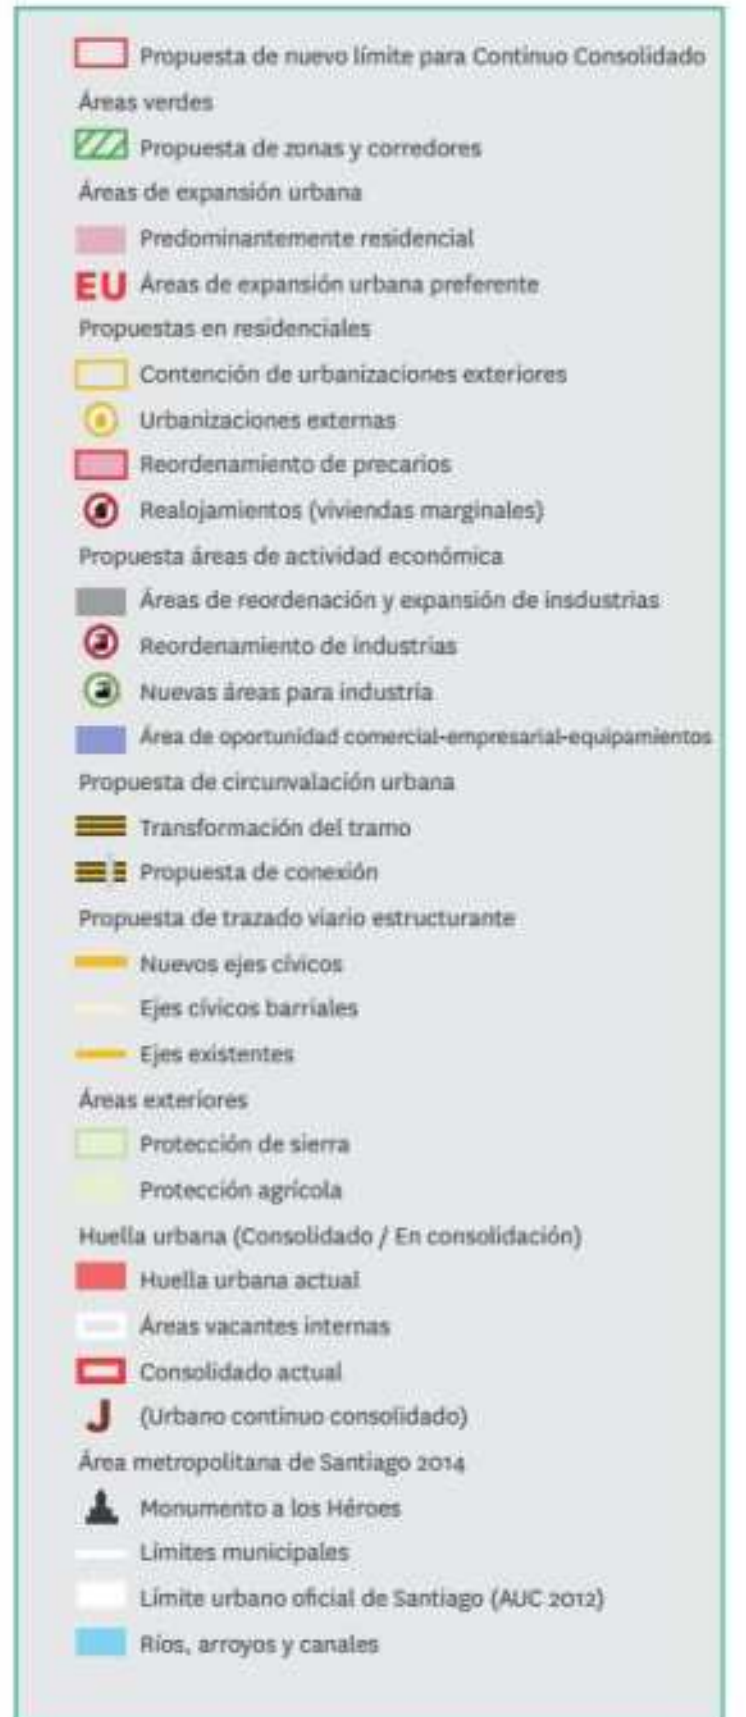 Propuesta de nuevo límite para Continuo Consolidado
Áreas verdes
Propuesta de zonas y corredores
Áreas de expansión urbana
Predominantemente residencial
EU Áreas de expansión urbana preferente
Propuestas en residenciales
Contención de urbanizaciones exteriores
Urbanizaciones externas
Reordenamiento de precarios
Realojamientos (viviendas marginales)
Propuesta áreas de actividad económica
Áreas de reordenación y expansión de insdustrias
Reordenamiento de industrias
Nuevas áreas para industria
Área de oportunidad comercial-empresarial-equipamientos
Propuesta de circunvalación urbana
Transformación del tramo
Propuesta de conexión
Propuesta de trazado viario estructurante
Nuevos ejes cívicos
Ejes cívicos barriales
Ejes existentes
Áreas exteriores
Protección de sierra
Protección agrícola
Huella urbana (Consolidado / En consolidación)
Huella urbana actual
Áreas vacantes internas
Consolidado actual
J (Urbano continuo consolidado)
Área metropolitana de Santiago 2014
Monumento a los Héroes
Límites municipales
Límite urbano oficial de Santiago (AUC 2012)
Ríos, arroyos y canales